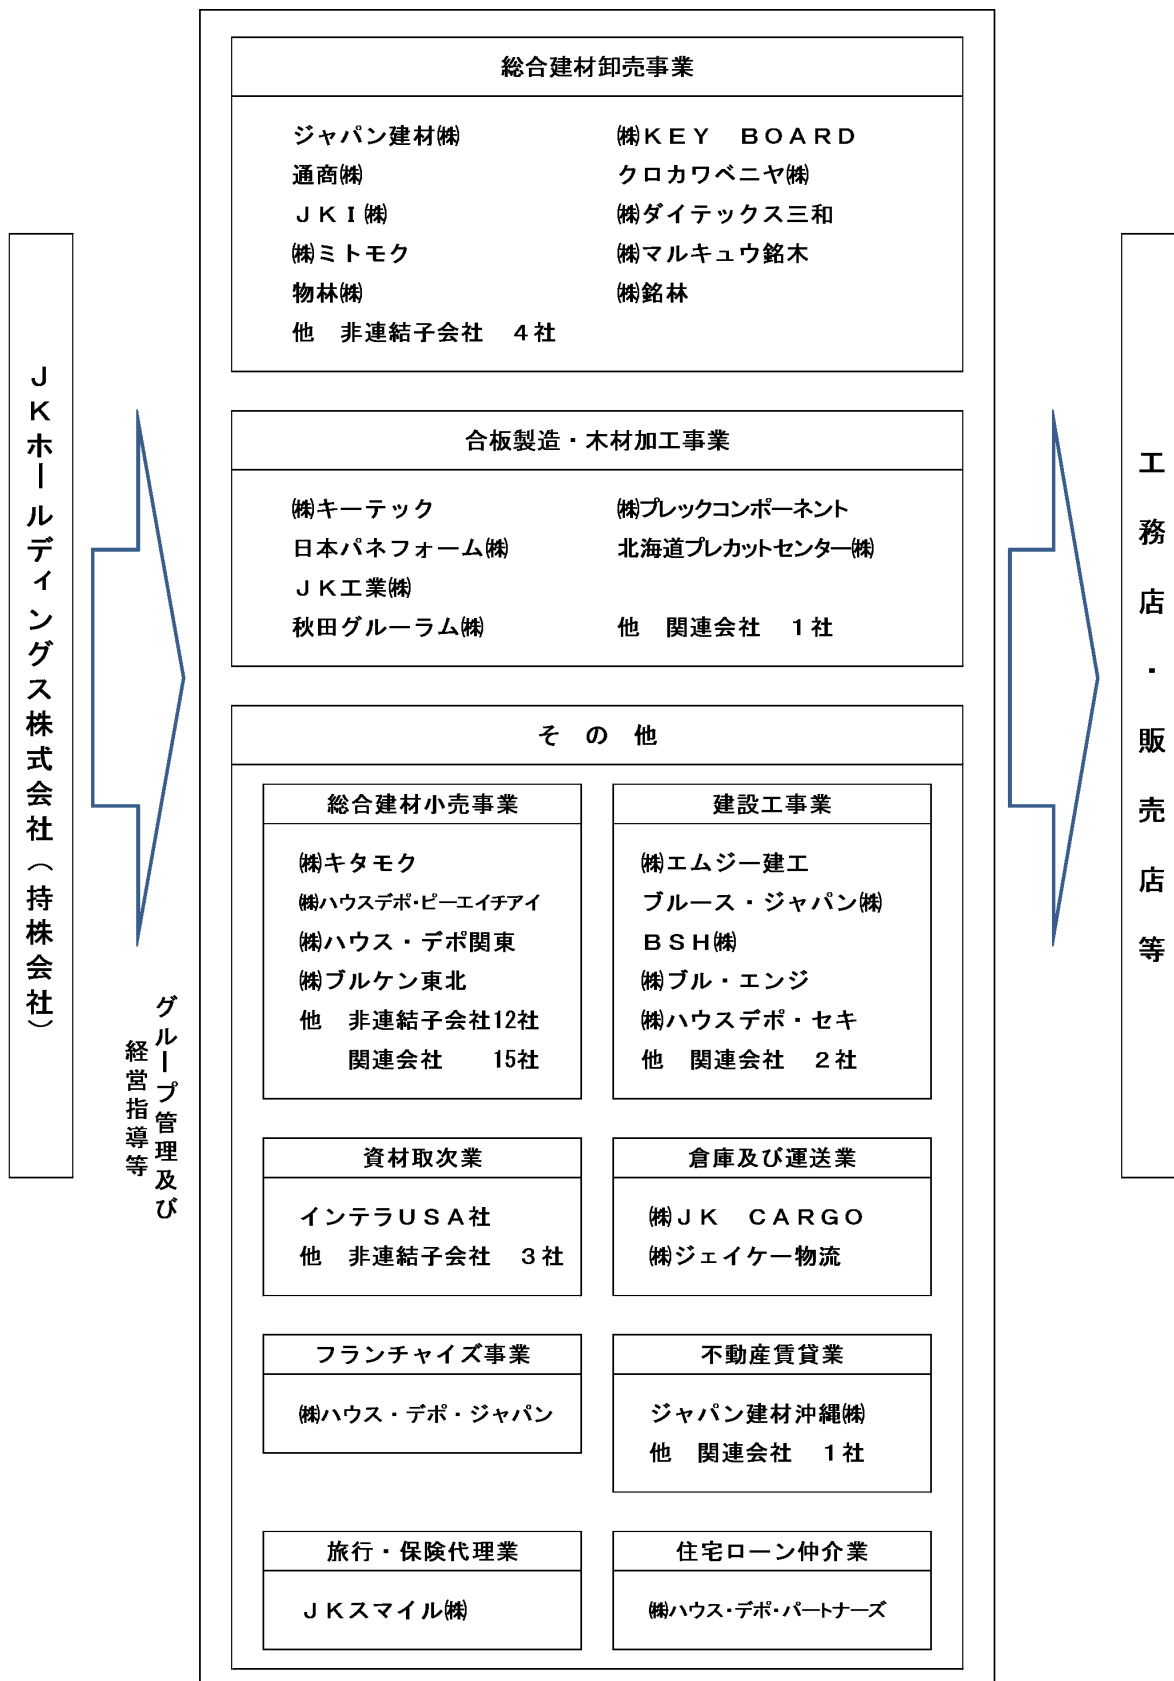 JKホールディングス株式会社（持株会社）
グループ管理及び
経営指導等
総合建材卸売事業
ジャパン建材㈱
通商㈱
ＪＫＩ㈱
㈱ミトモク
物林㈱
他　非連結子会社　４社
㈱ＫＥＹ　ＢＯＡＲＤ
クロカワベニヤ㈱
㈱ダイテックス三和
㈱マルキュウ銘木
㈱銘林
合板製造・木材加工事業
㈱キーテック
日本パネフォーム㈱
ＪＫ工業㈱
秋田グルーラム㈱
㈱プレックコンポーネント
北海道プレカットセンター㈱
他　関連会社　１社
そ　の　他
総合建材小売事業
㈱キタモク
㈱ハウスデポ・ピーエイチアイ
㈱ハウス・デポ関東
㈱ブルケン東北
他　非連結子会社12社
関連会社　　15社
建設工事業
㈱エムジー建工
ブルース・ジャパン㈱
ＢＳＨ㈱
㈱ブル・エンジ
㈱ハウスデポ・セキ
他　関連会社　２社
資材取次業
インテラＵＳＡ社
他　非連結子会社　３社
倉庫及び運送業
㈱ＪＫ　ＣＡＲＧＯ
㈱ジェイケー物流
フランチャイズ事業
㈱ハウス・デポ・ジャパン
不動産賃貸業
ジャパン建材沖縄㈱
他　関連会社　１社
旅行・保険代理業
ＪＫスマイル㈱
住宅ローン仲介業
㈱ハウス・デポ・パートナーズ
工務店・販売店等